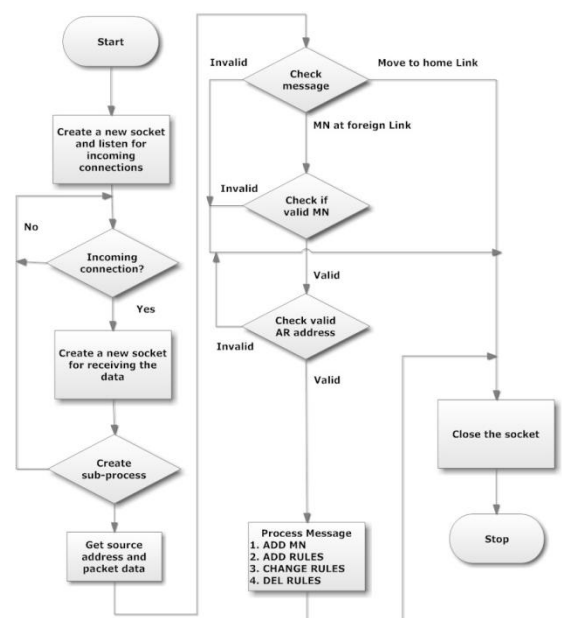 Start
Create a new socket
and listen for
incoming
connections
No
Incoming
connection?
Yes
Create a new socket
for receiving the
data
Create
sub-process
Get source
address and
packet data
Invalid
Check
message
Move to home Link
MN at foreign Link
Invalid
Check if
valid MN
Valid
Check valid
AR address
Invalid
Valid
Process Message
1. ADD MN
2. ADD RULES
3. CHANGE RULES
4. DEL RULES
Close the socket
Stop